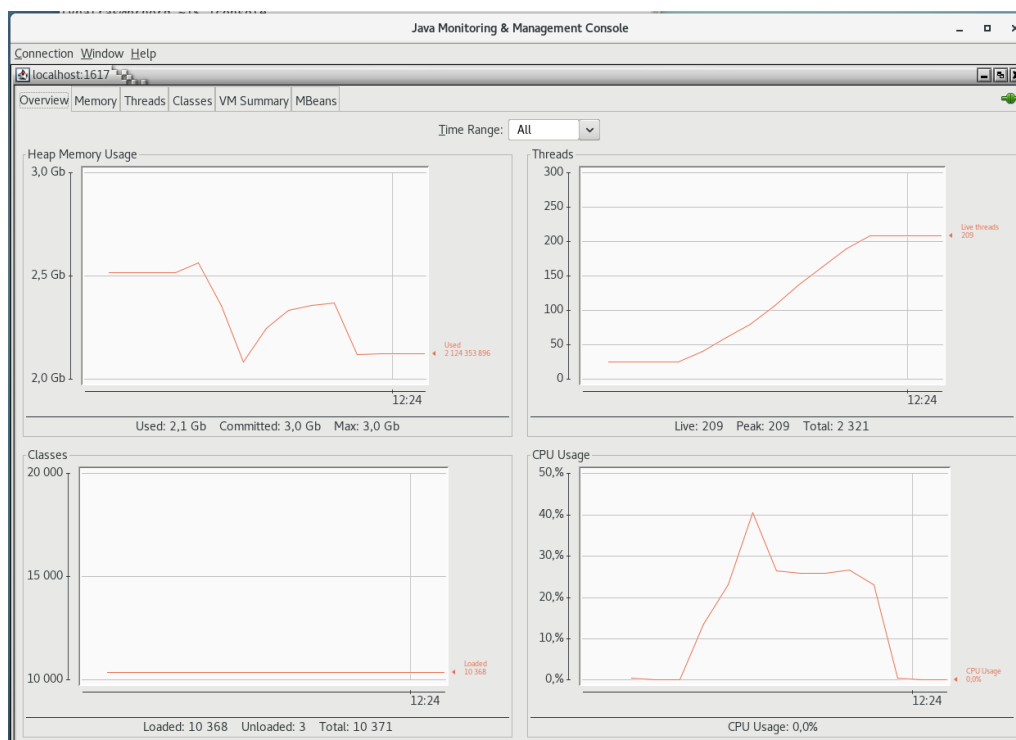 Java Monitoring & Management Console
Connection Window Help
localhost:1617
Overview Memory Threads Classes VM Summary MBeans
Time Range: All
Heap Memory Usage
3,0 Gb
2,5 Gb
2,0 Gb
Used
2 124 353 896
12:24
Used: 2,1 Gb Committed: 3,0 Gb Max: 3,0 Gb
Threads
300
250
200
150
100
50
0
Live threads
209
12:24
Live: 209 Peak: 209 Total: 2 321
Classes
20 000
15 000
10 000
Loaded
10 368
12:24
Loaded: 10 368 Unloaded: 3 Total: 10 371
CPU Usage
50,%
40,%
30,%
20,%
10,%
0,%
CPU Usage
0,0%
12:24
CPU Usage: 0,0%